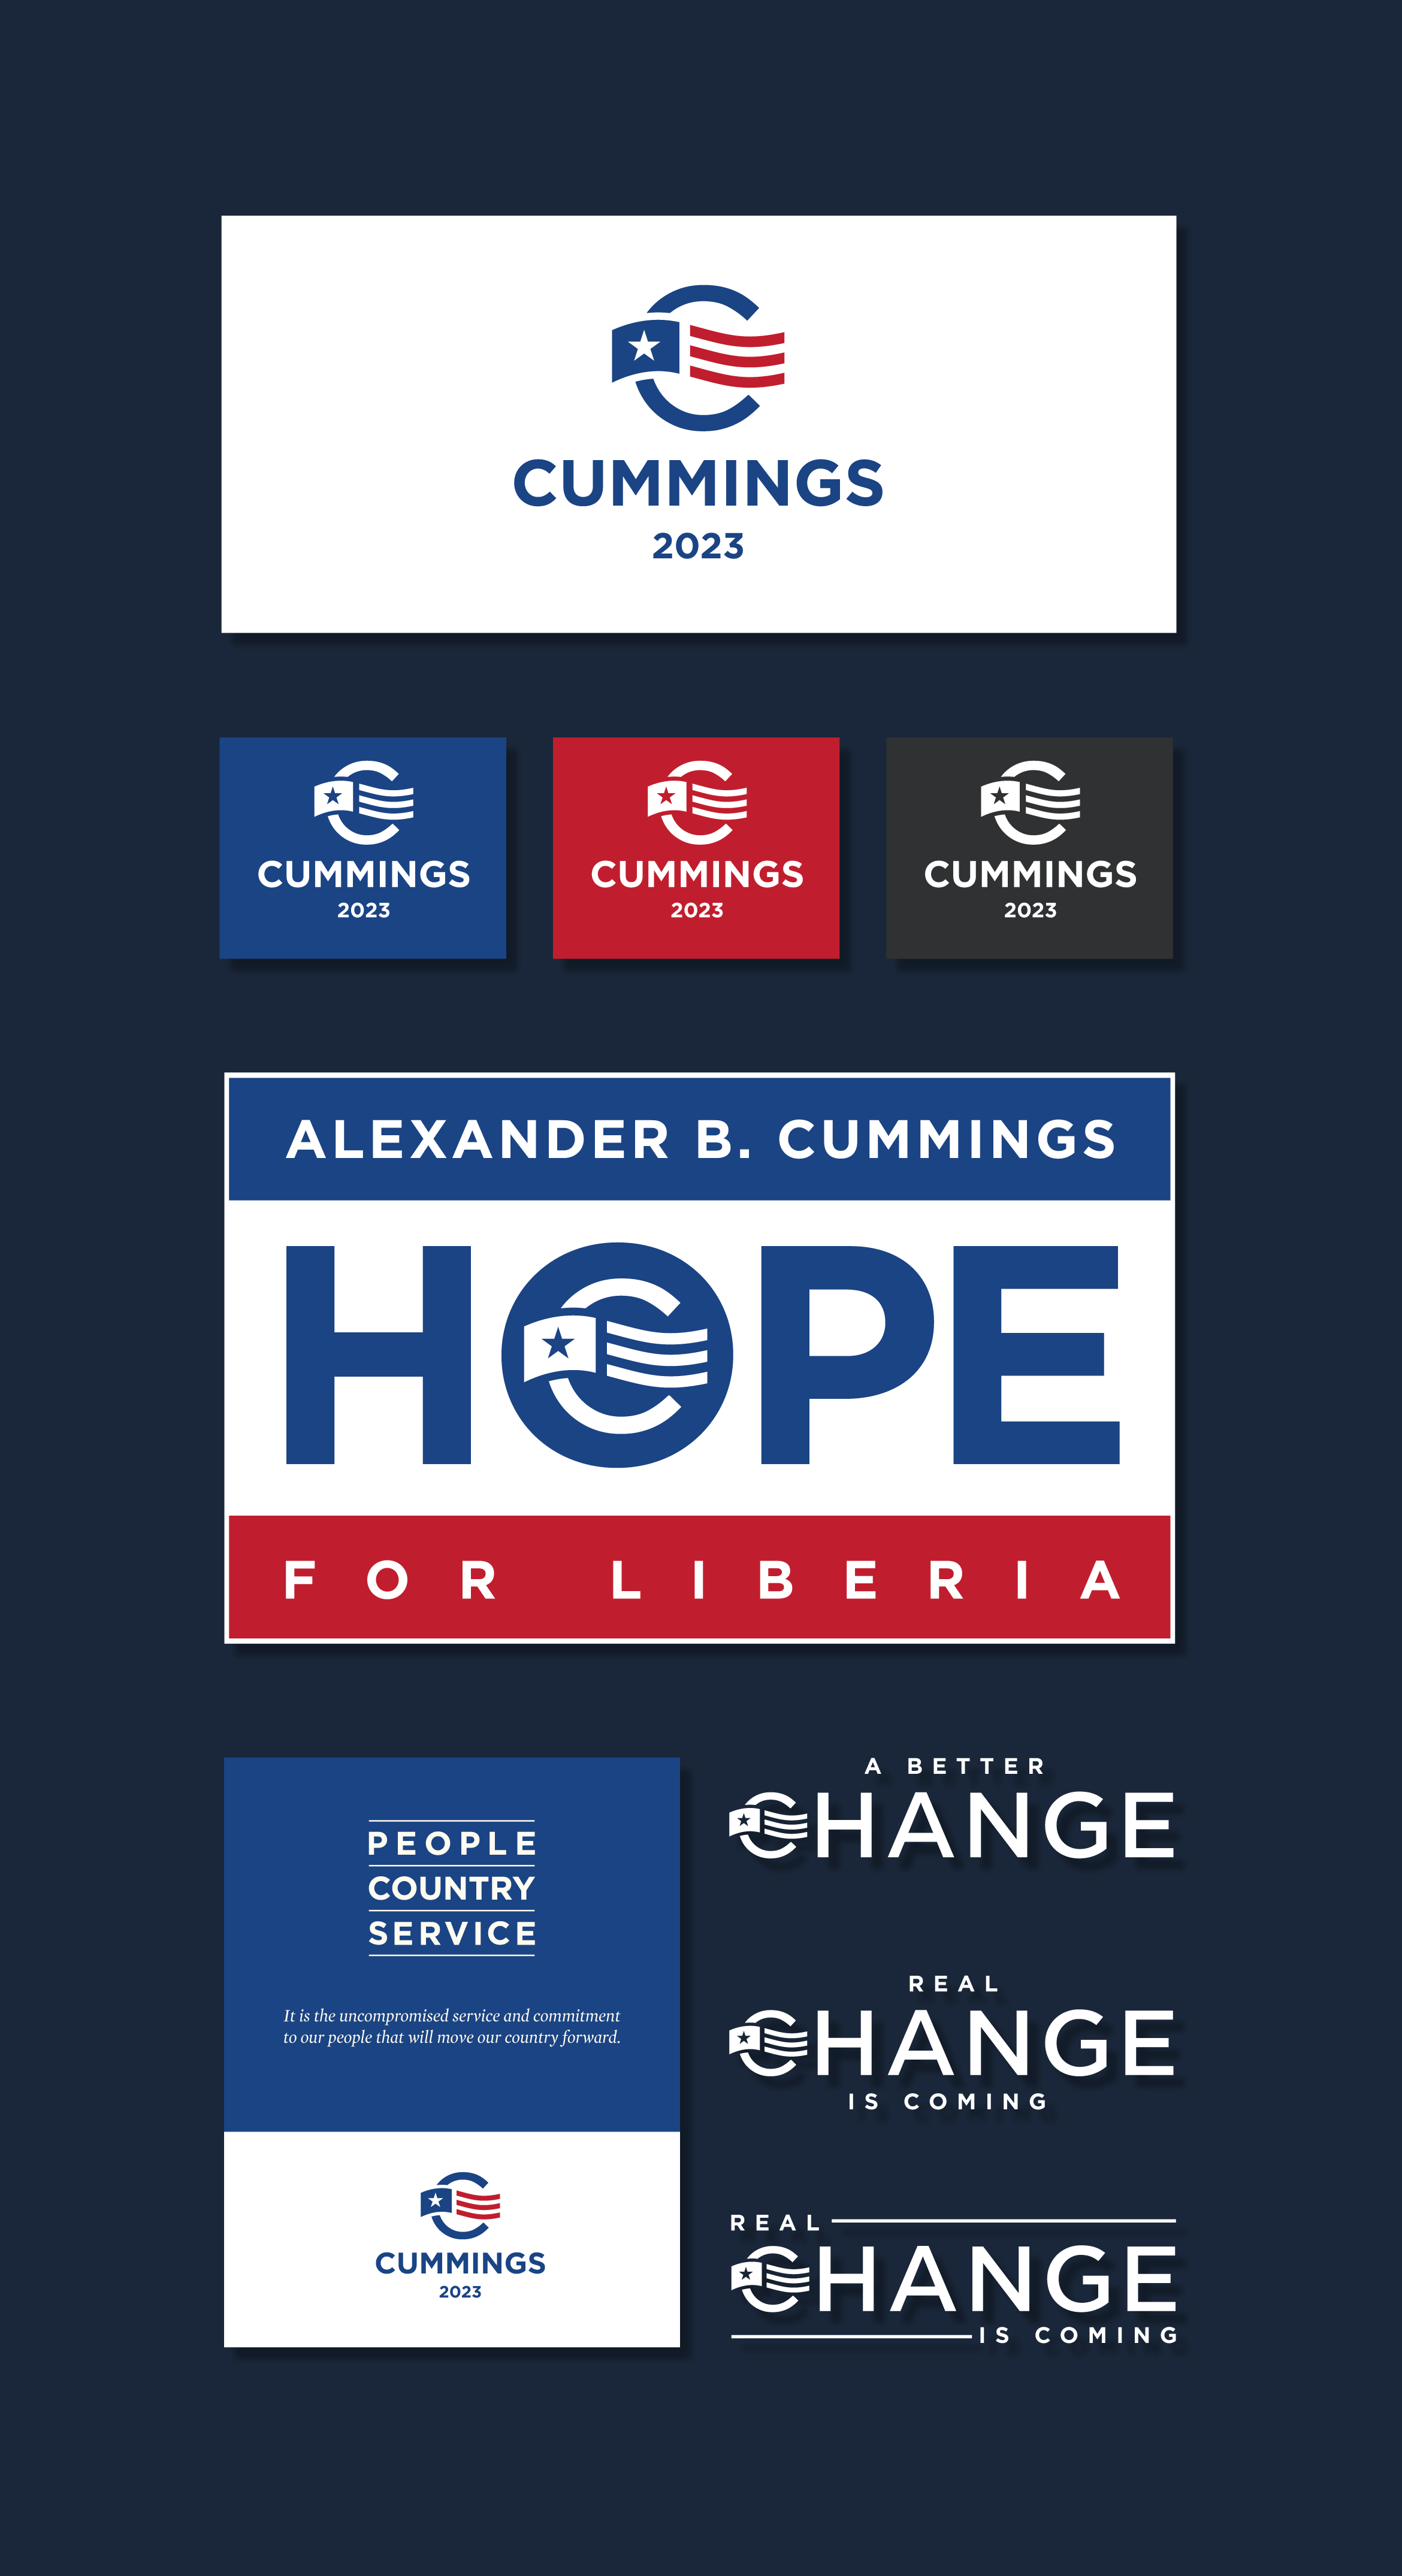 CUMMINGS
2023
CUMMINGS
2023
CUMMINGS
2023
CUMMINGS
2023
ALEXANDER B. CUMMINGS
HOPE
FOR LIBERIA
PEOPLE
COUNTRY
SERVICE
It is the uncompromised service and commitment
to our people that will move our country forward.
CUMMINGS
2023
A BETTER
CHANGE
REAL
CHANGE
IS COMING
REAL
CHANGE
IS COMING